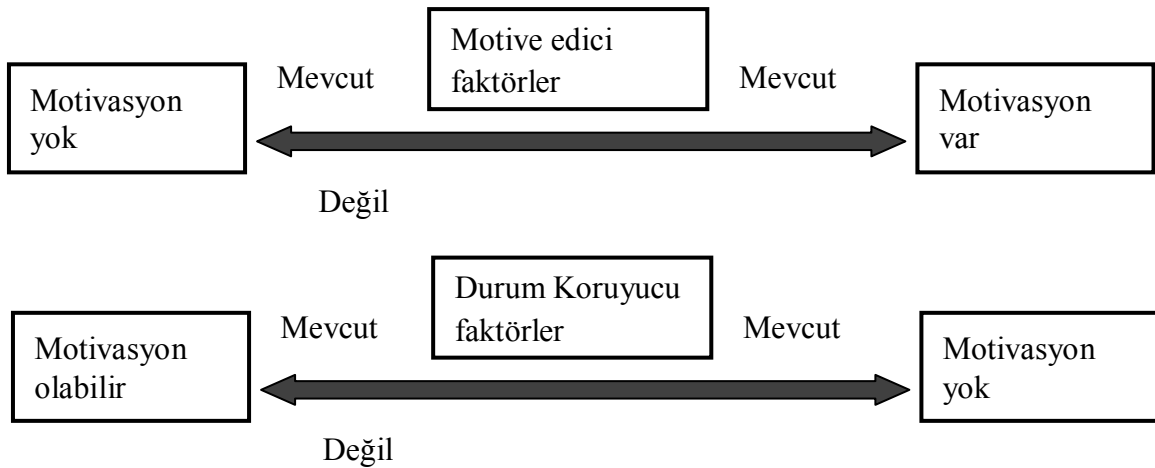 Motive edici
faktörler
Mevcut
Mevcut
Motivasyon
yok
Motivasyon
var
Değil
Durum Koruyucu
faktörler
Mevcut
Mevcut
Motivasyon
olabilir
Motivasyon
yok
Değil